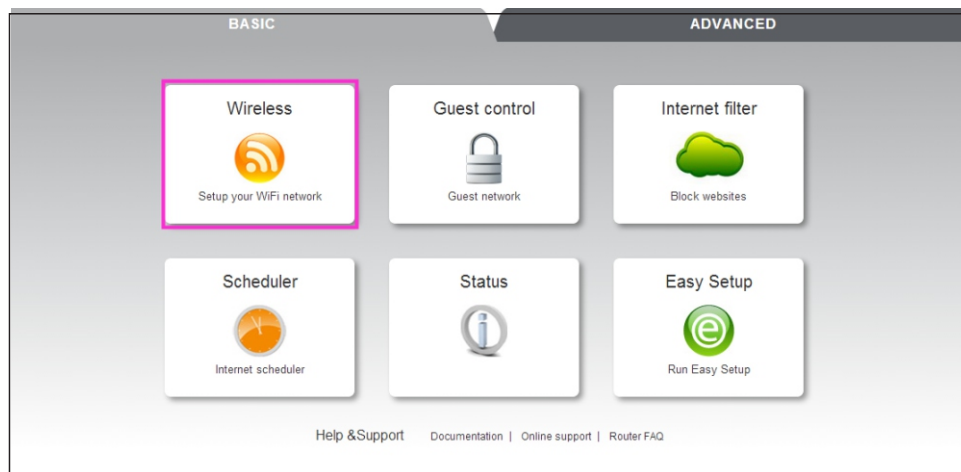 BASIC
ADVANCED
Wireless
Setup your WiFi network
Guest control
Guest network
Internet filter
Block websites
Scheduler
Internet scheduler
Status
Easy Setup
e
Run Easy Setup
Help &Support Documentation | Online support | Router FAQ